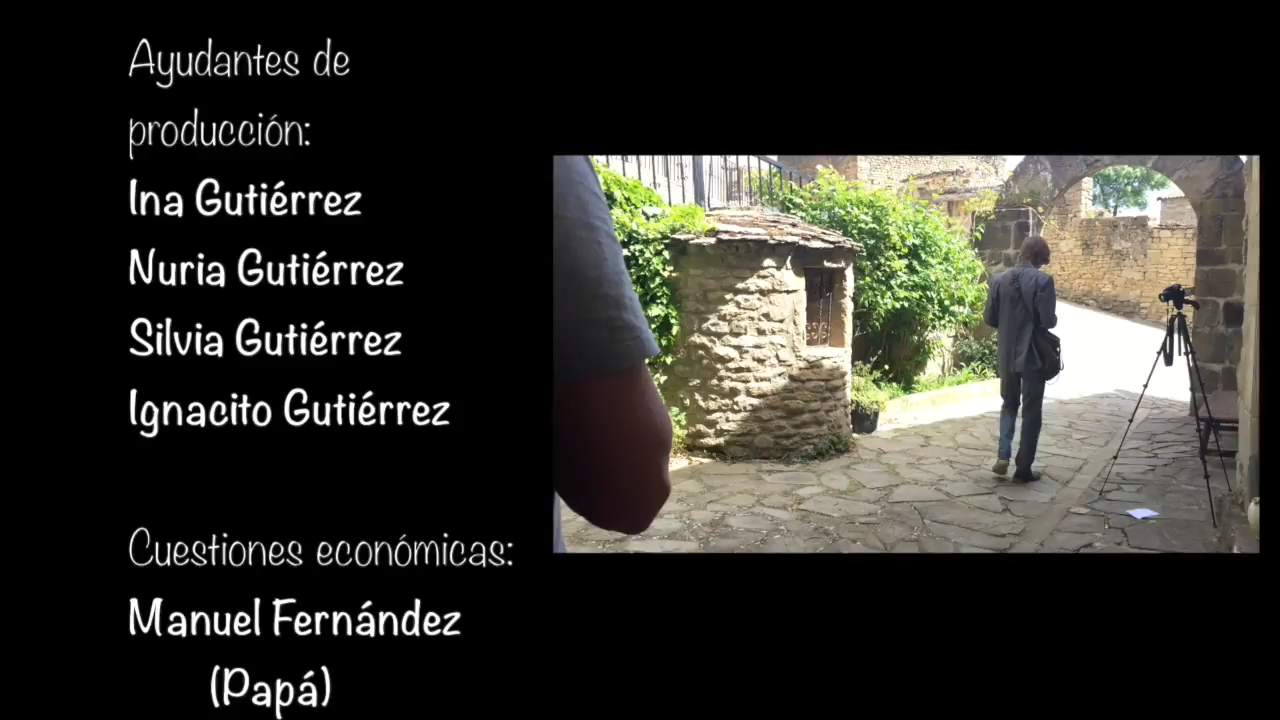 Ayudantes de
producción:
Ina Gutiérrez
Nuria Gutiérrez
Silvia Gutiérrez
Ignacito Gutiérrez
Cuestiones económicas:
Manuel Fernández
(Papá)